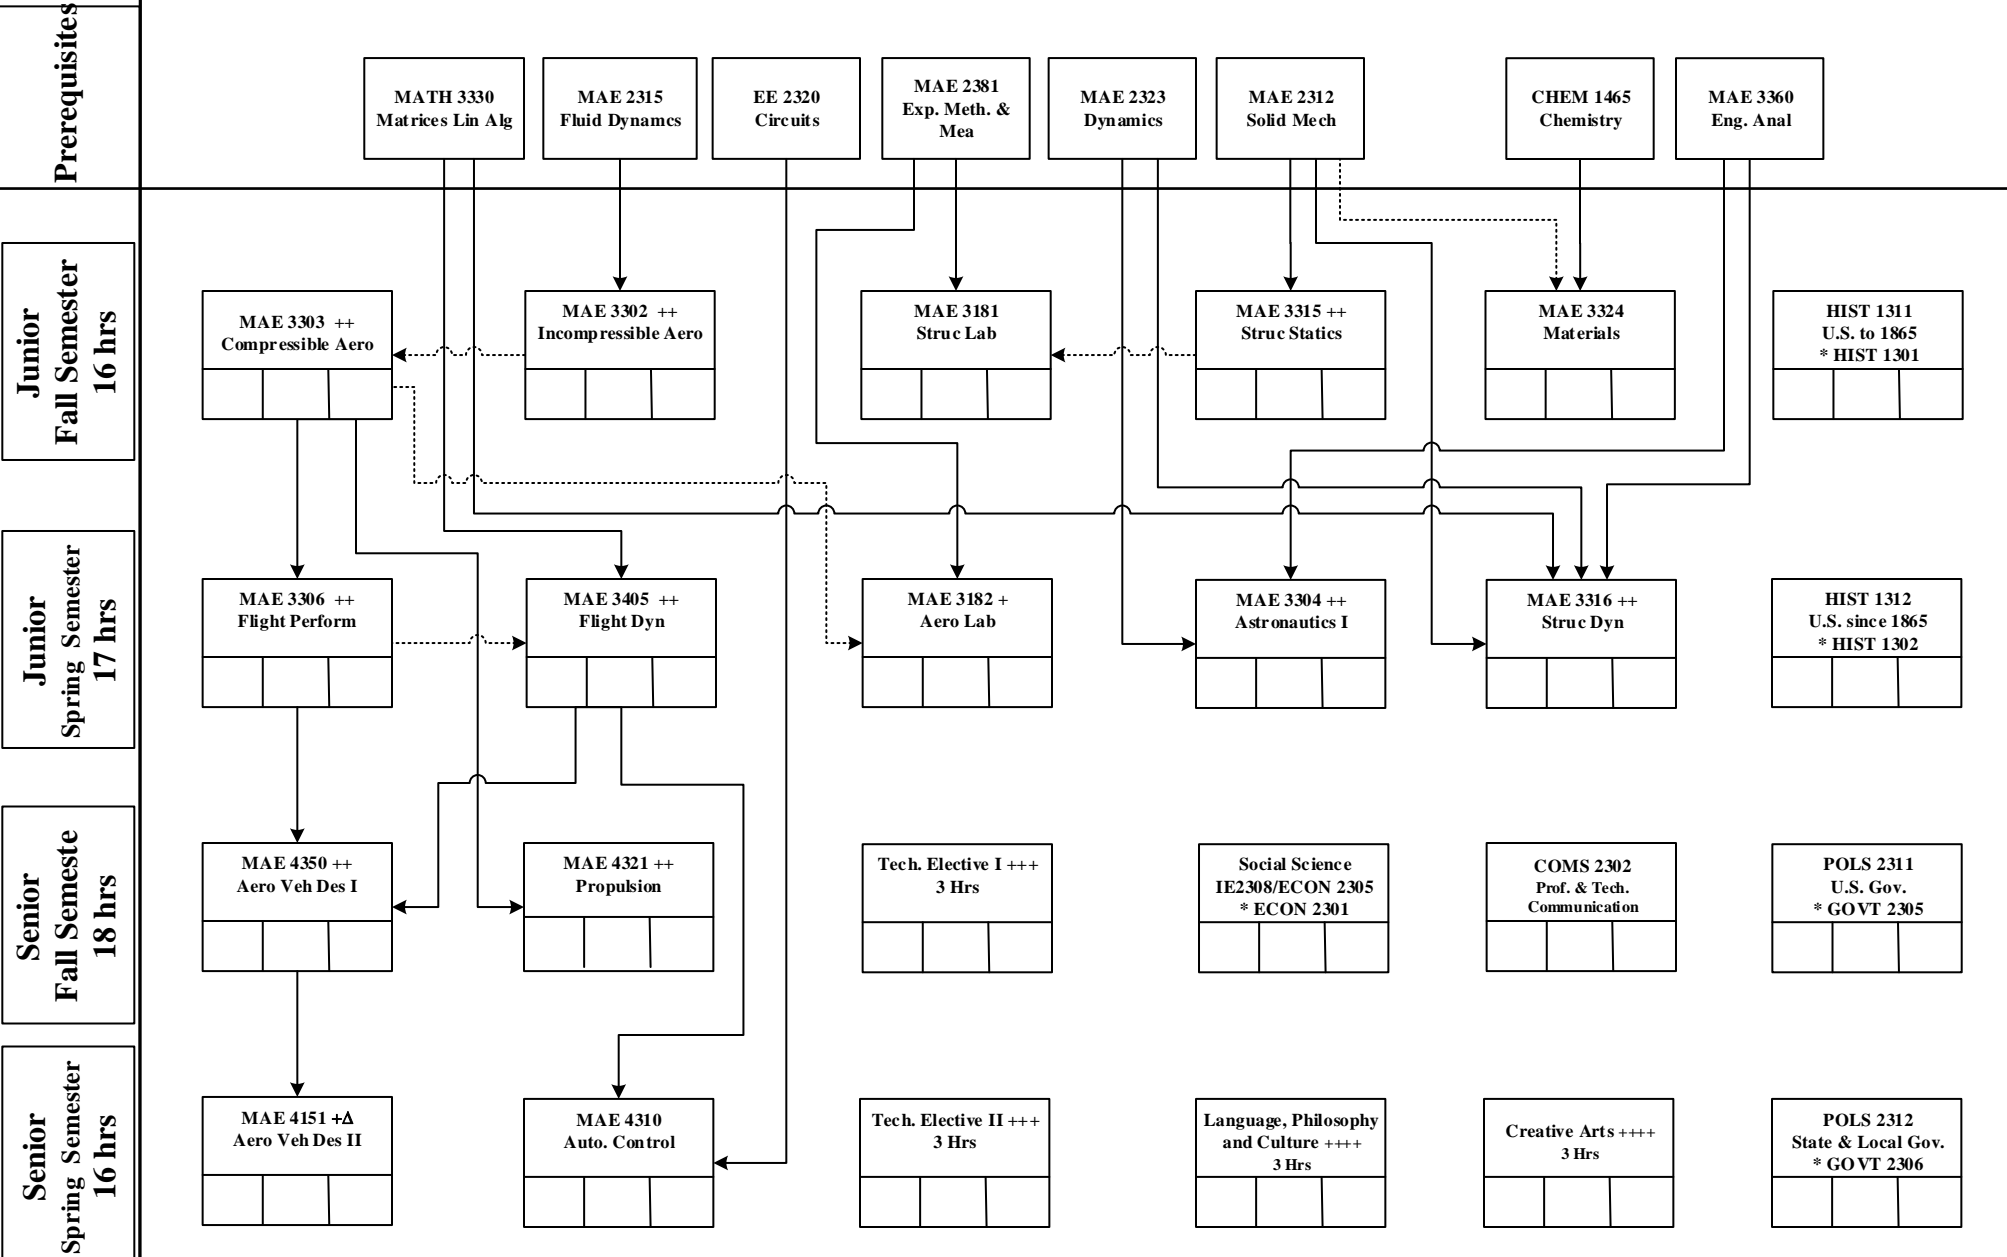 Prerequisites
MATH 3330
Matrices Lin Alg
MAE 2315
Fluid Dynamcs
EE 2320
Circuits
MAE 2381
Exp. Meth. &
Mea
MAE 2323
Dynamics
MAE 2312
Solid Mech
CHEM 1465
Chemistry
MAE 3360
Eng. Anal
Junior
Fall Semester
16 hrs
MAE 3303 ++
Compressible Aero
MAE 3302 ++
Incompressible Aero
MAE 3181
Struc Lab
MAE 3315 ++
Struc Statics
MAE 3324
Materials
HIST 1311
U.S. to 1865
* HIST 1301
Junior
Spring Semester
17 hrs
MAE 3306 ++
Flight Perform
MAE 3405 ++
Flight Dyn
MAE 3182 +
Aero Lab
MAE 3304 ++
Astronautics I
MAE 3316 ++
Struc Dyn
HIST 1312
U.S. since 1865
* HIST 1302
Senior
Fall Semeste
18 hrs
MAE 4350 ++
Aero Veh Des I
MAE 4321 ++
Propulsion
Tech. Elective I +++
3 Hrs
Social Science
IE2308/ECON 2305
* ECON 2301
COMS 2302
Prof. & Tech.
Communication
POLS 2311
U.S. Gov.
* GOVT 2305
Senior
Spring Semester
16 hrs
MAE 4151 +Δ
Aero Veh Des II
MAE 4310
Auto. Control
Tech. Elective II +++
3 Hrs
Language, Philosophy
and Culture ++++
3 Hrs
Creative Arts ++++
3 Hrs
POLS 2312
State & Local Gov.
* GOVT 2306